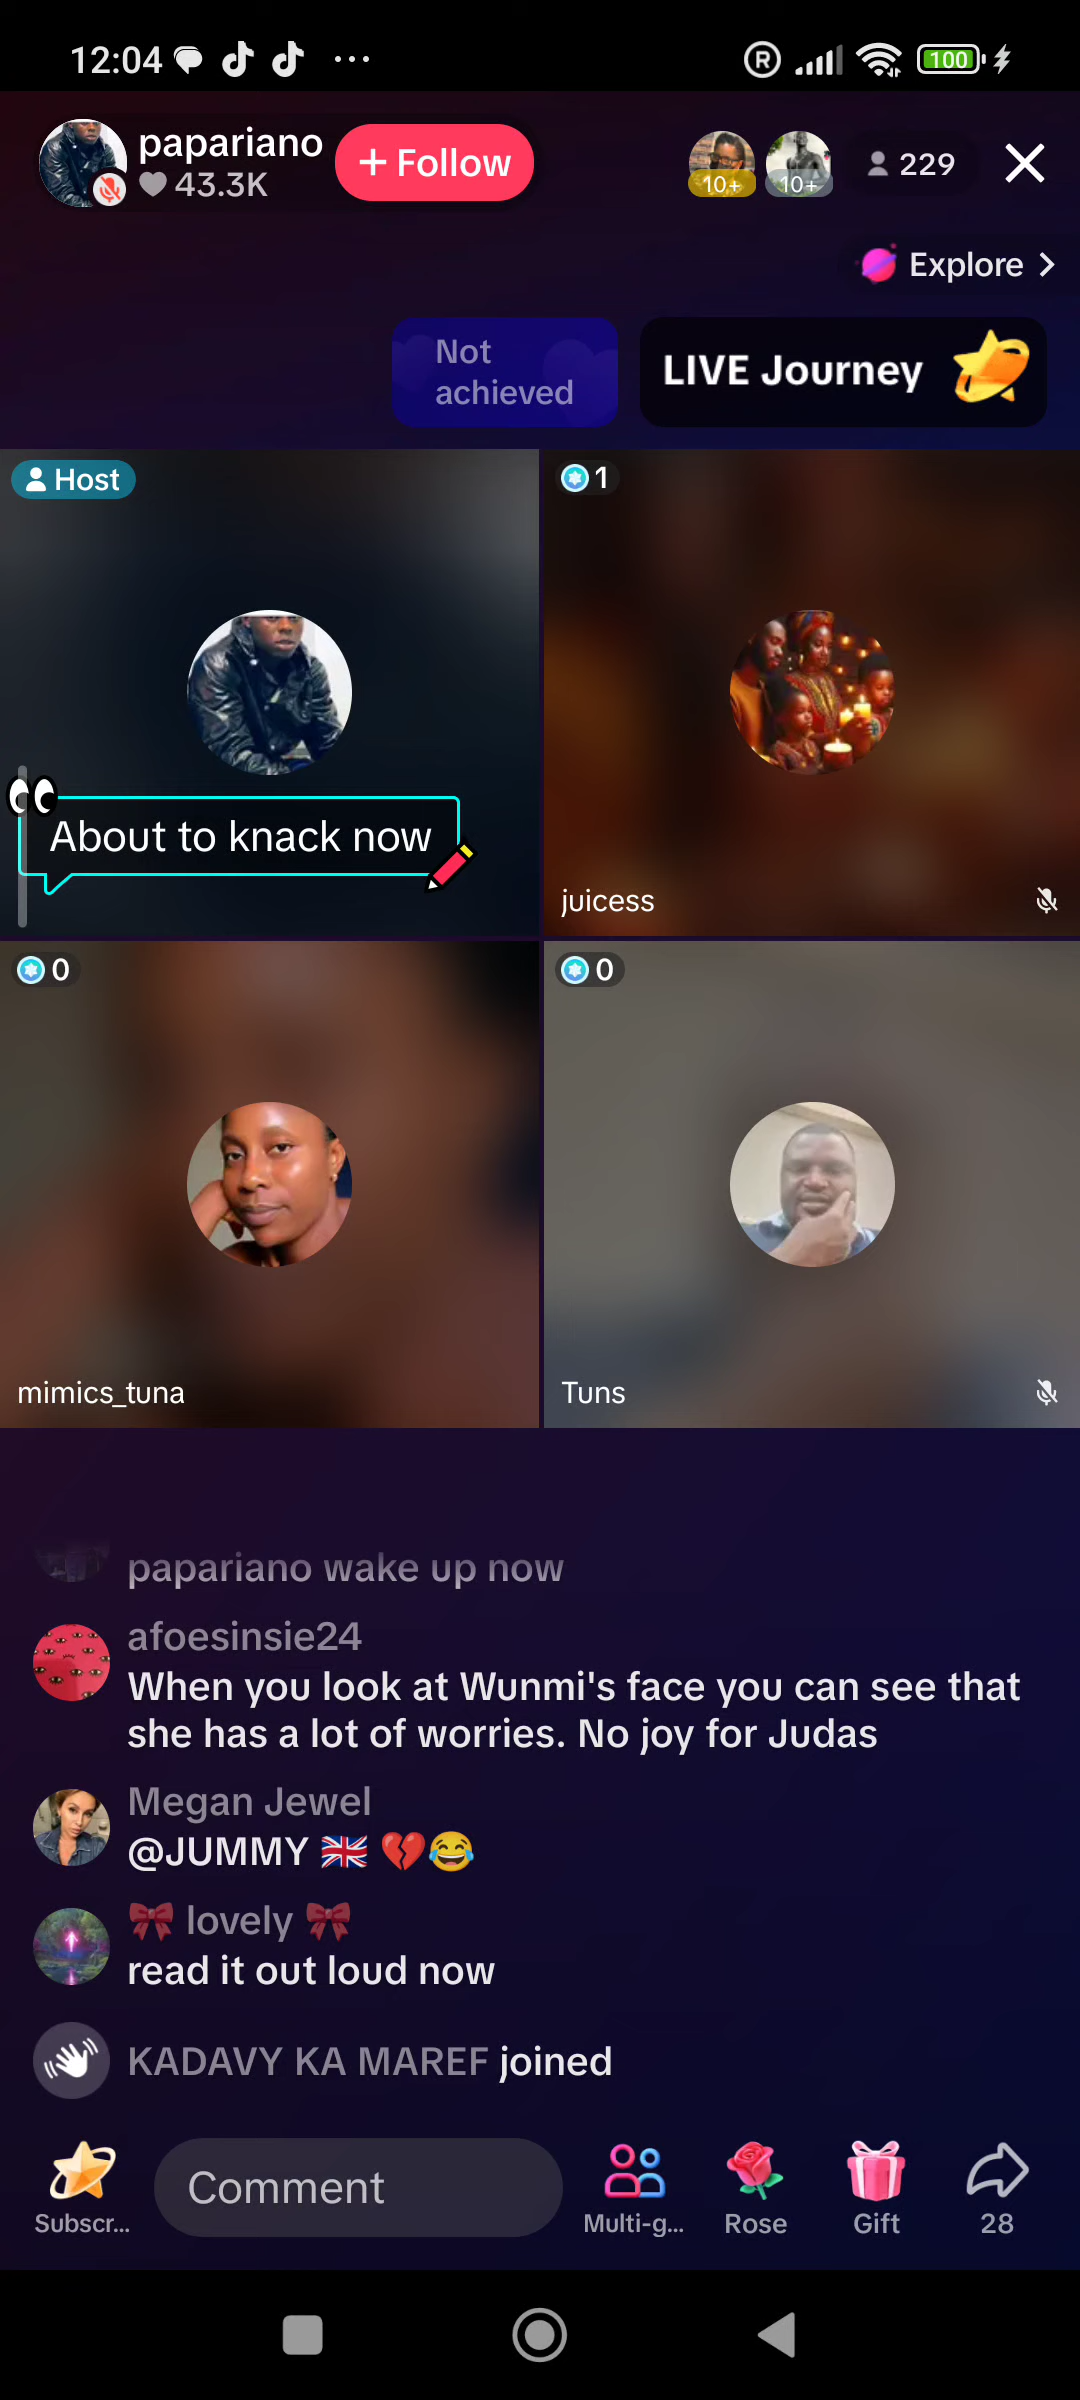 12:04
R
100
papariano
43.3K
+ Follow
10+
10+
229
Explore
Not
achieved
LIVE Journey
Host
1
About to knack now
juicess
0
0
mimics_tuna
Tuns
papariano wake up now
afoesinsie24
When you look at Wunmi's face you can see that
she has a lot of worries. No joy for Judas
Megan Jewel
@JUMMY 🇬🇧 💔😂
🎀 lovely 🎀
read it out loud now
KADAVY KA MAREF joined
Comment
Subscr...
Multi-g...
Rose
Gift
28